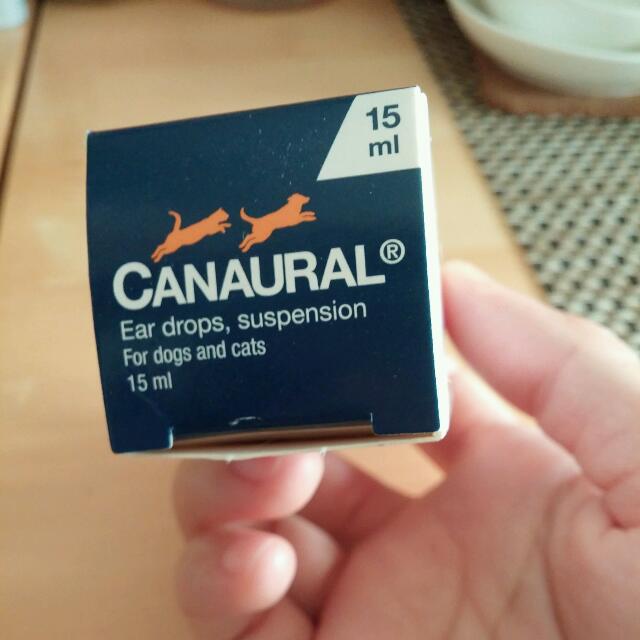 15
ml
CANAURAL®
Ear drops, suspension
For dogs and cats
15 ml